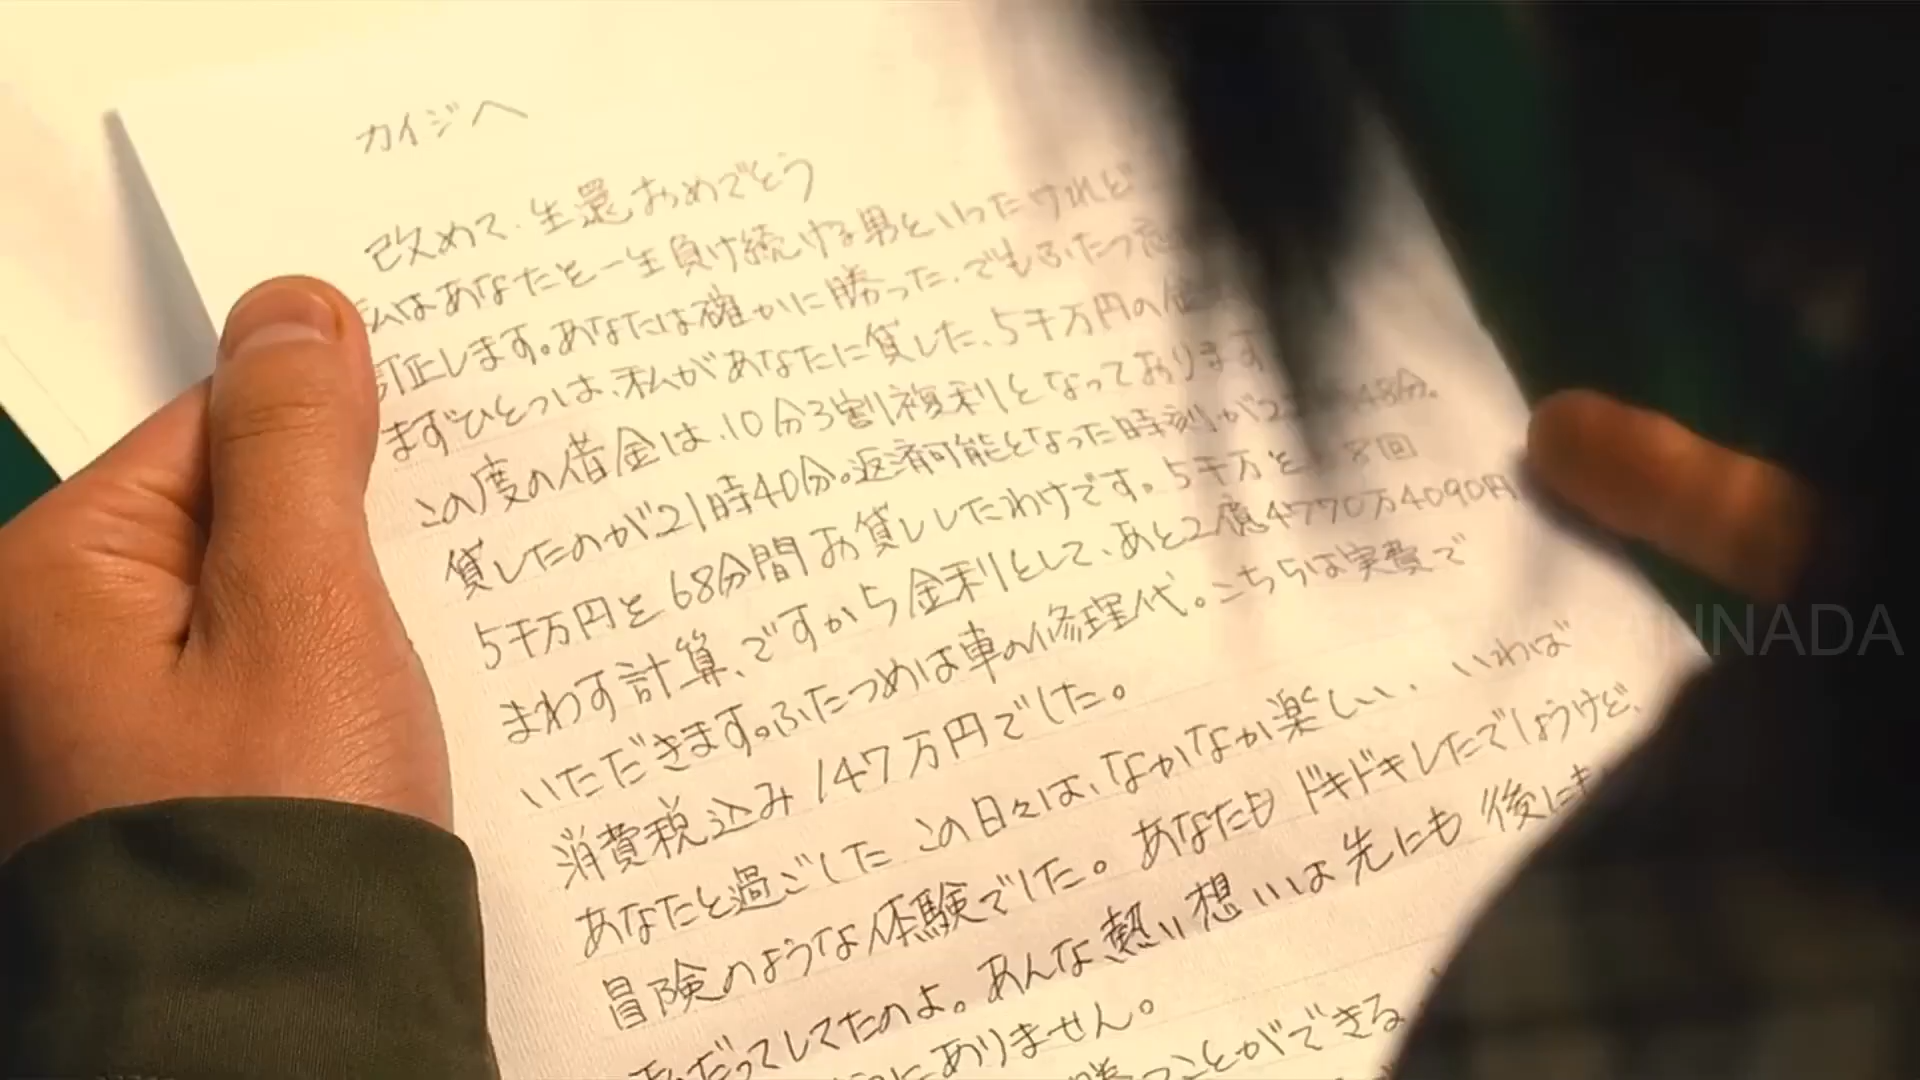 カイジへ
改めて、生還おめでとう
私はあなたを一生負け続ける男といったけれど
訂正します。あなたは確かに勝った、でもふたつ
まずひとつは、私があなたに貸した、5千万円の
この度の借金は、10分3割複利となっております
貸したのが21時40分。返済可能となった時刻が 48分。
5千万円を68分間お貸ししたわけです。5千万を 8回
まわす計算、ですから金利として、あと2億4770万4090円
いただきます。ふたつめは車の修理代。こちらは実費で
消費税込み147万円でした。
あなたと過ごした この日々は、なかなか楽しい、いわば
冒険のような体験でした。あなたもドキドキしたでしょうけど、
私だってしてたのよ。あんな熱い想いは先にも後にも
ありません。
ことができる
NNADA